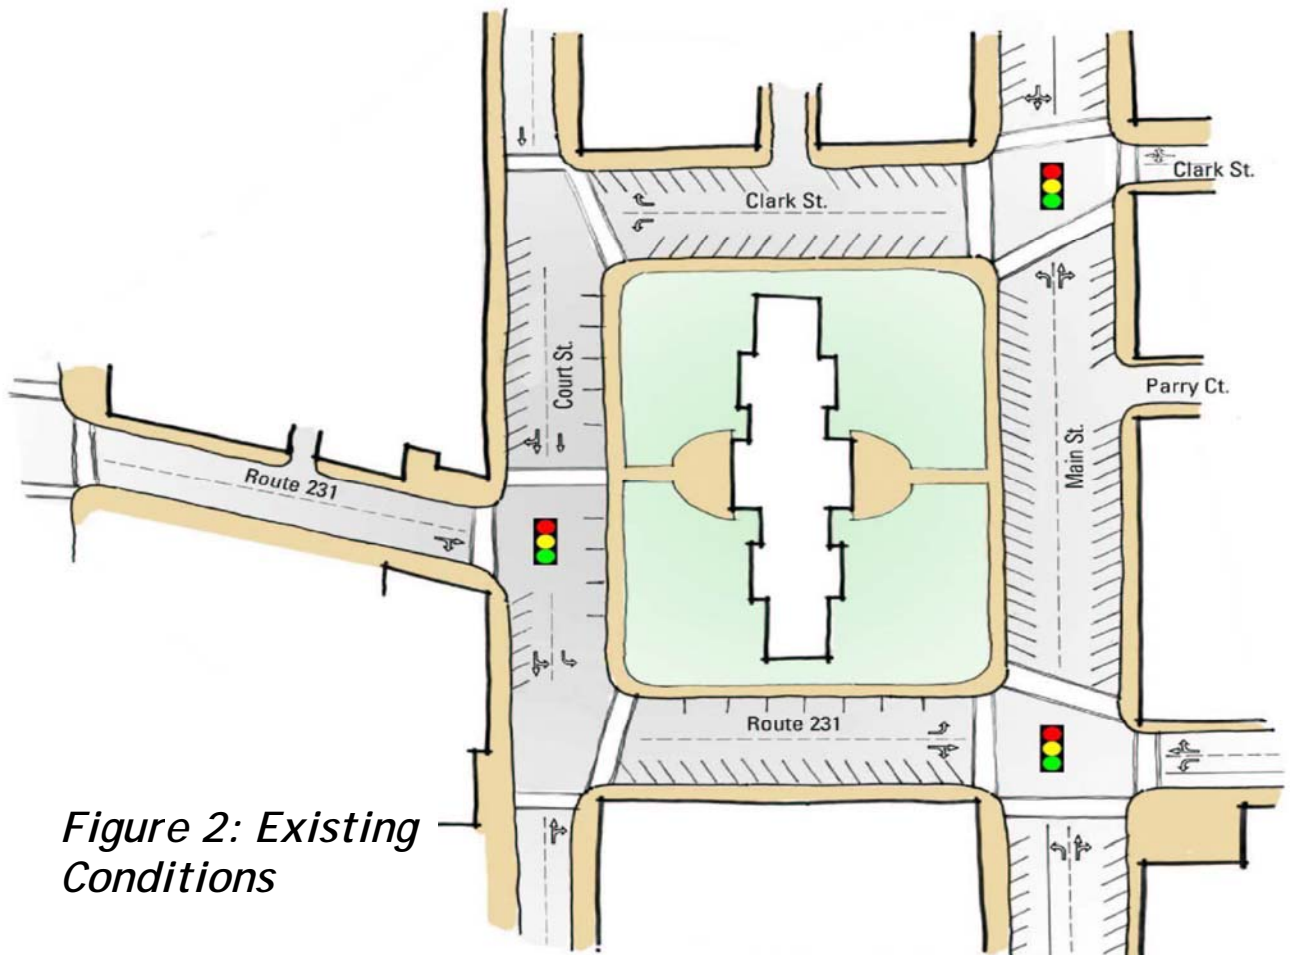 Clark St.
Clark St.
Court St.
Parry Ct.
Main St.
Route 231
Route 231
Figure 2: Existing
Conditions